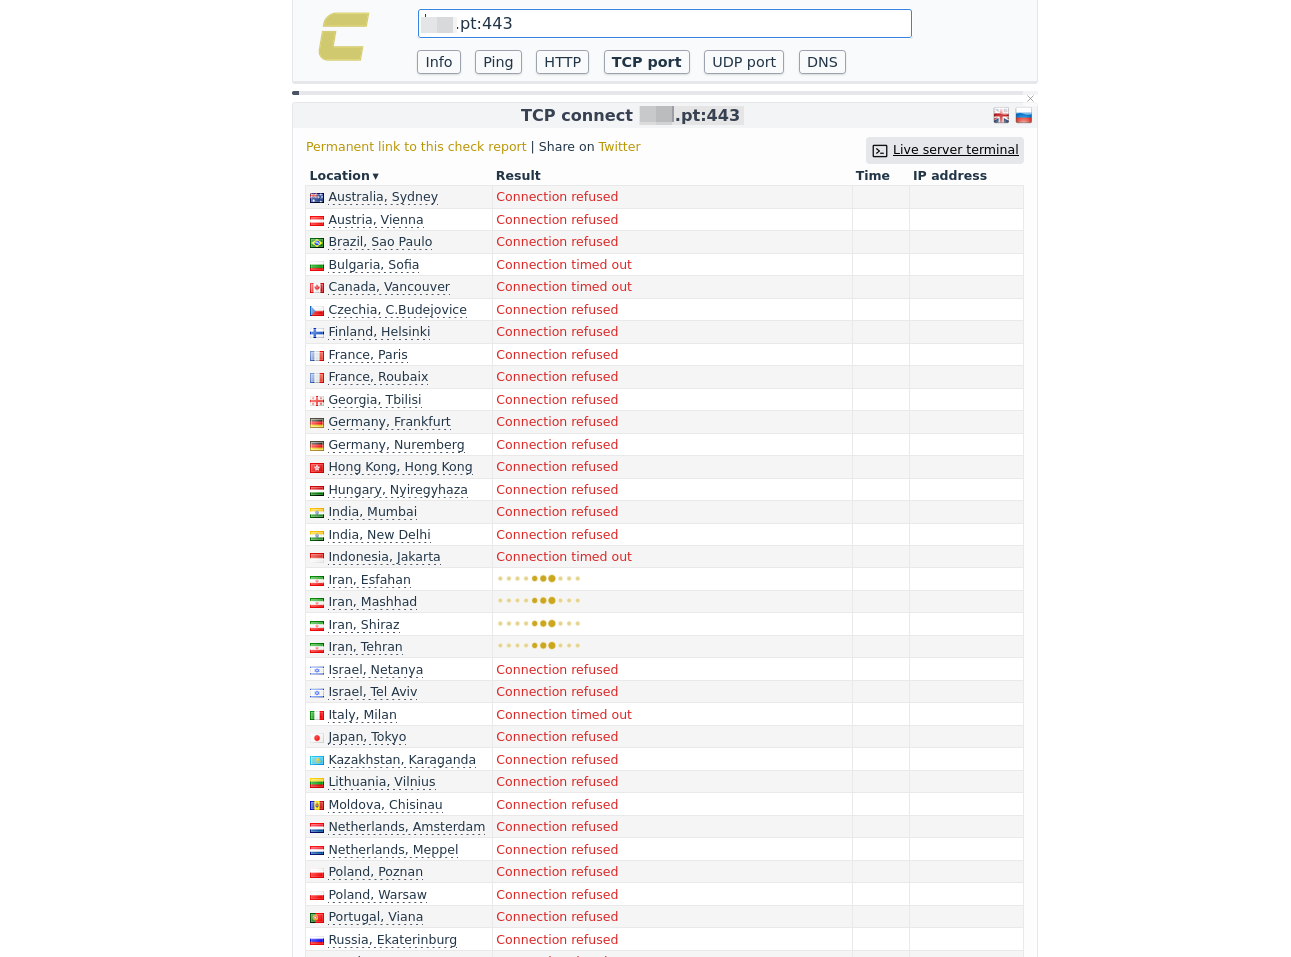 .pt:443
Info Ping HTTP TCP port UDP port DNS
TCP connect .pt:443
Permanent link to this check report | Share on Twitter
Live server terminal
Location ▾ Result Time IP address
Australia, Sydney Connection refused
Austria, Vienna Connection refused
Brazil, Sao Paulo Connection refused
Bulgaria, Sofia Connection timed out
Canada, Vancouver Connection timed out
Czechia, C.Budejovice Connection refused
Finland, Helsinki Connection refused
France, Paris Connection refused
France, Roubaix Connection refused
Georgia, Tbilisi Connection refused
Germany, Frankfurt Connection refused
Germany, Nuremberg Connection refused
Hong Kong, Hong Kong Connection refused
Hungary, Nyiregyhaza Connection refused
India, Mumbai Connection refused
India, New Delhi Connection refused
Indonesia, Jakarta Connection timed out
Iran, Esfahan
Iran, Mashhad
Iran, Shiraz
Iran, Tehran
Israel, Netanya Connection refused
Israel, Tel Aviv Connection refused
Italy, Milan Connection timed out
Japan, Tokyo Connection refused
Kazakhstan, Karaganda Connection refused
Lithuania, Vilnius Connection refused
Moldova, Chisinau Connection refused
Netherlands, Amsterdam Connection refused
Netherlands, Meppel Connection refused
Poland, Poznan Connection refused
Poland, Warsaw Connection refused
Portugal, Viana Connection refused
Russia, Ekaterinburg Connection refused